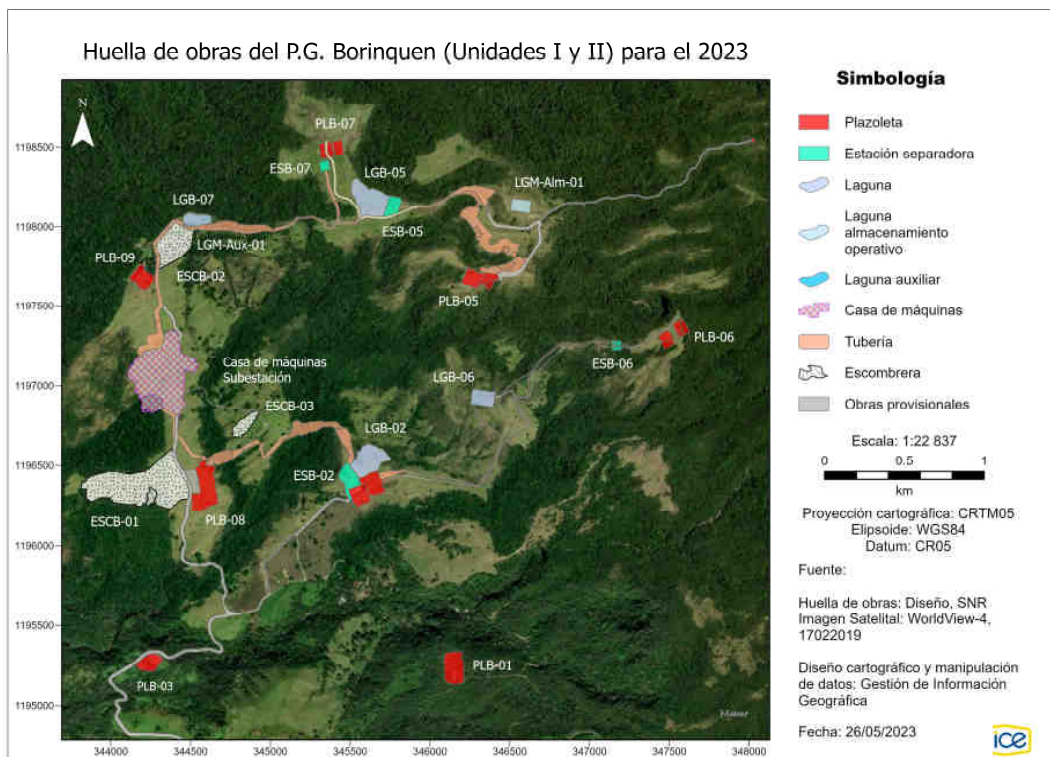 Huella de obras del P.G. Borinquen (Unidades I y II) para el 2023
N
PLB-07
ESB-07
LGB-05
LGM-Alm-01
LGB-07
ESB-05
LGM-Aux-01
PLB-09
ESCB-02
PLB-05
PLB-06
ESB-06
Casa de máquinas
Subestación
LGB-06
ESCB-03
LGB-02
ESB-02
ESCB-01
PLB-08
PLB-01
PLB-03
1198500
1198000
1197500
1197000
1196500
1196000
1195500
1195000
344000
344500
345000
345500
346000
346500
347000
347500
348000
Simbología
Plazoleta
Estación separadora
Laguna
Laguna
almacenamiento
operativo
Laguna auxiliar
Casa de máquinas
Tubería
Escombrera
Obras provisionales
Escala: 1:22 837
0 0.5 1
km
Proyección cartográfica: CRTM05
Elipsoide: WGS84
Datum: CR05
Fuente:
Huella de obras: Diseño, SNR
Imagen Satelital: WorldView-4,
17022019
Diseño cartográfico y manipulación
de datos: Gestión de Información
Geográfica
Fecha: 26/05/2023
ice